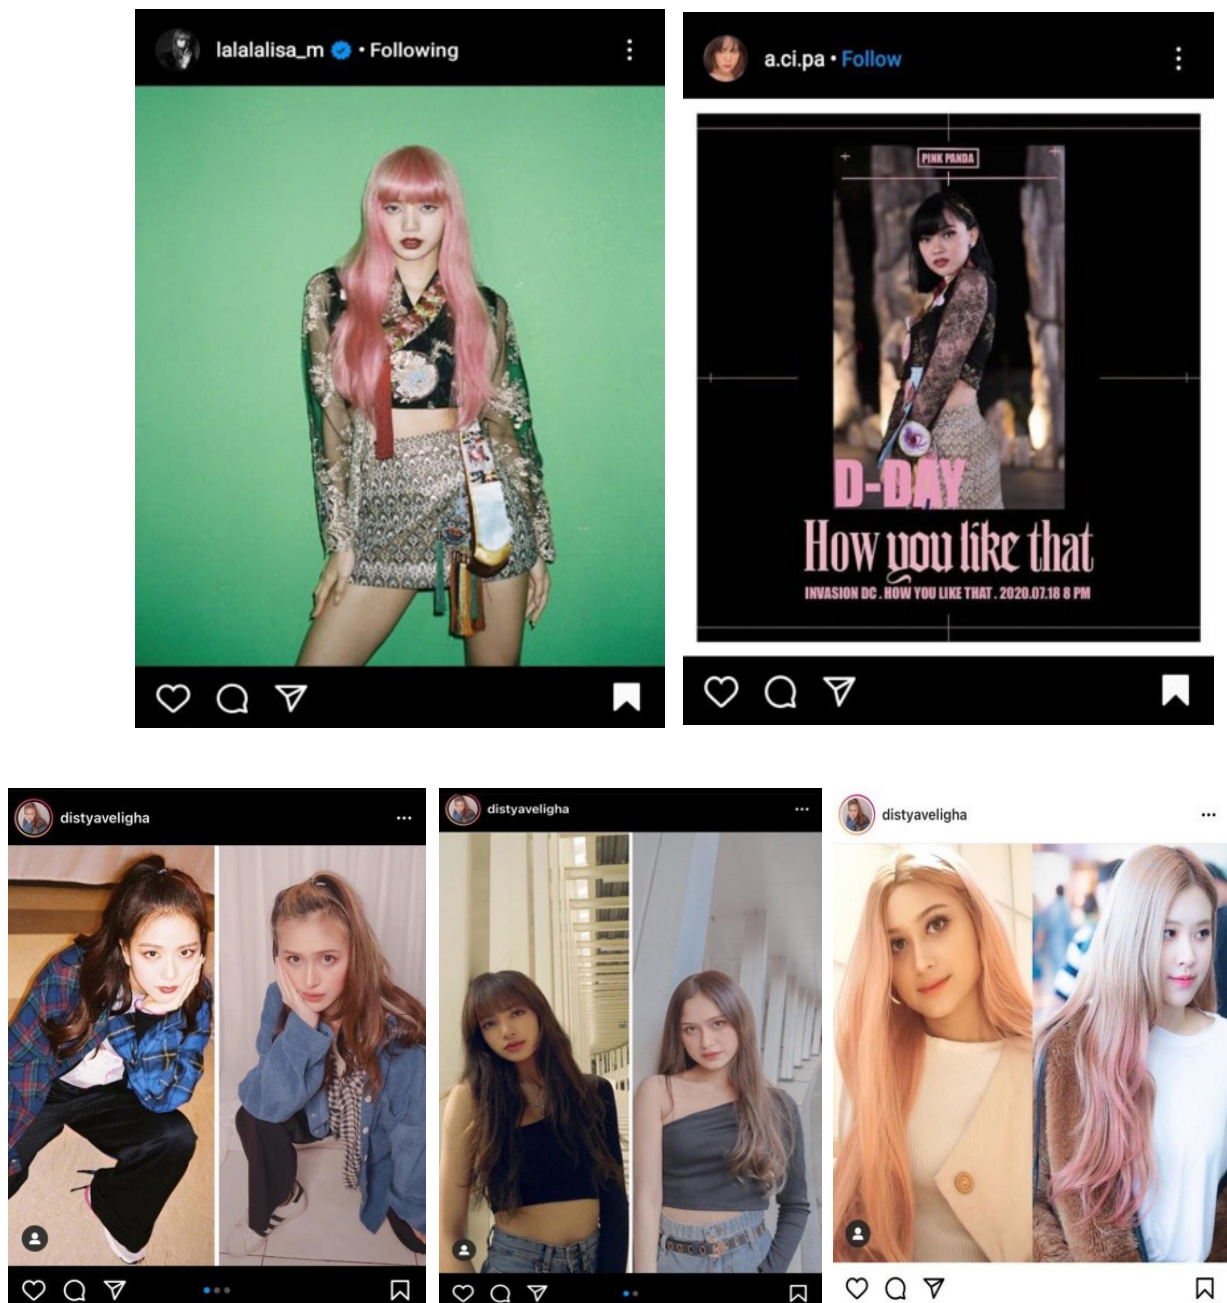 lalalalisa_m • Following
a.ci.pa • Follow
PINK PANDA
D-DAY
How you like that
INVASION DC . HOW YOU LIKE THAT . 2020.07.18 8 PM
distyaveligha
distyaveligha
distyaveligha